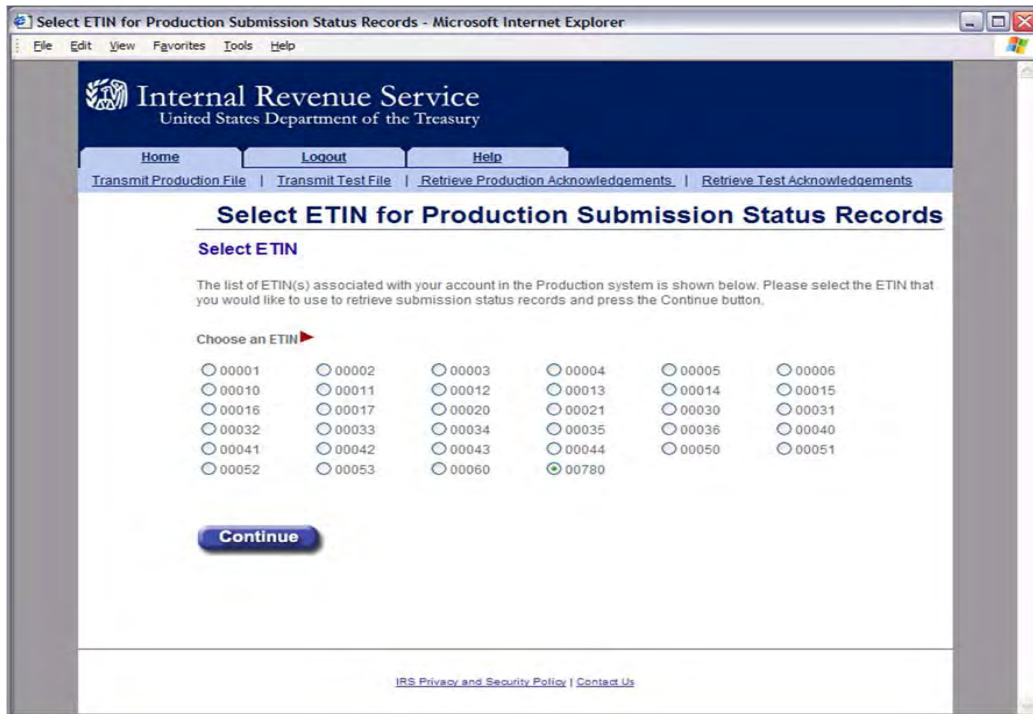 Select ETIN for Production Submission Status Records - Microsoft Internet Explorer
File Edit View Favorites Tools Help
Internal Revenue Service
United States Department of the Treasury
Home Logout Help
Transmit Production File | Transmit Test File | Retrieve Production Acknowledgements | Retrieve Test Acknowledgements
Select ETIN for Production Submission Status Records
Select ETIN
The list of ETIN(s) associated with your account in the Production system is shown below. Please select the ETIN that
you would like to use to retrieve submission status records and press the Continue button.
Choose an ETIN
00001 00002 00003 00004 00005 00006
00010 00011 00012 00013 00014 00015
00016 00017 00020 00021 00030 00031
00032 00033 00034 00035 00036 00040
00041 00042 00043 00044 00050 00051
00052 00053 00060 00780
Continue
IRS Privacy and Security Policy | Contact Us